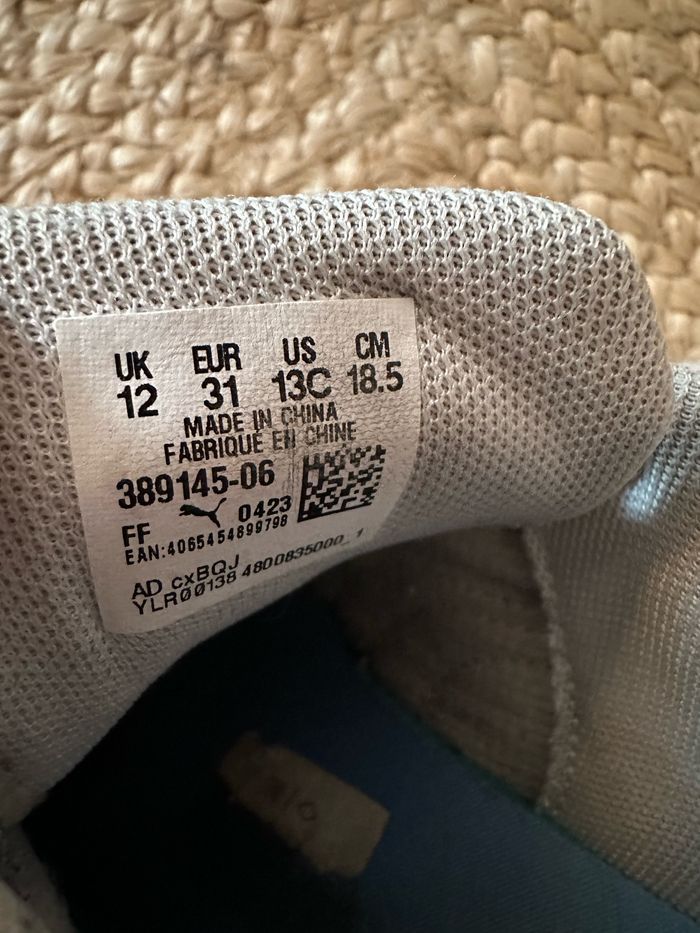 UK EUR US CM
12 31 13C 18.5
MADE IN CHINA
FABRIQUE EN CHINE
389145-06
FF 0423
EAN:4065454899798
AD cxBQJ
YLR00138 4800835000_1